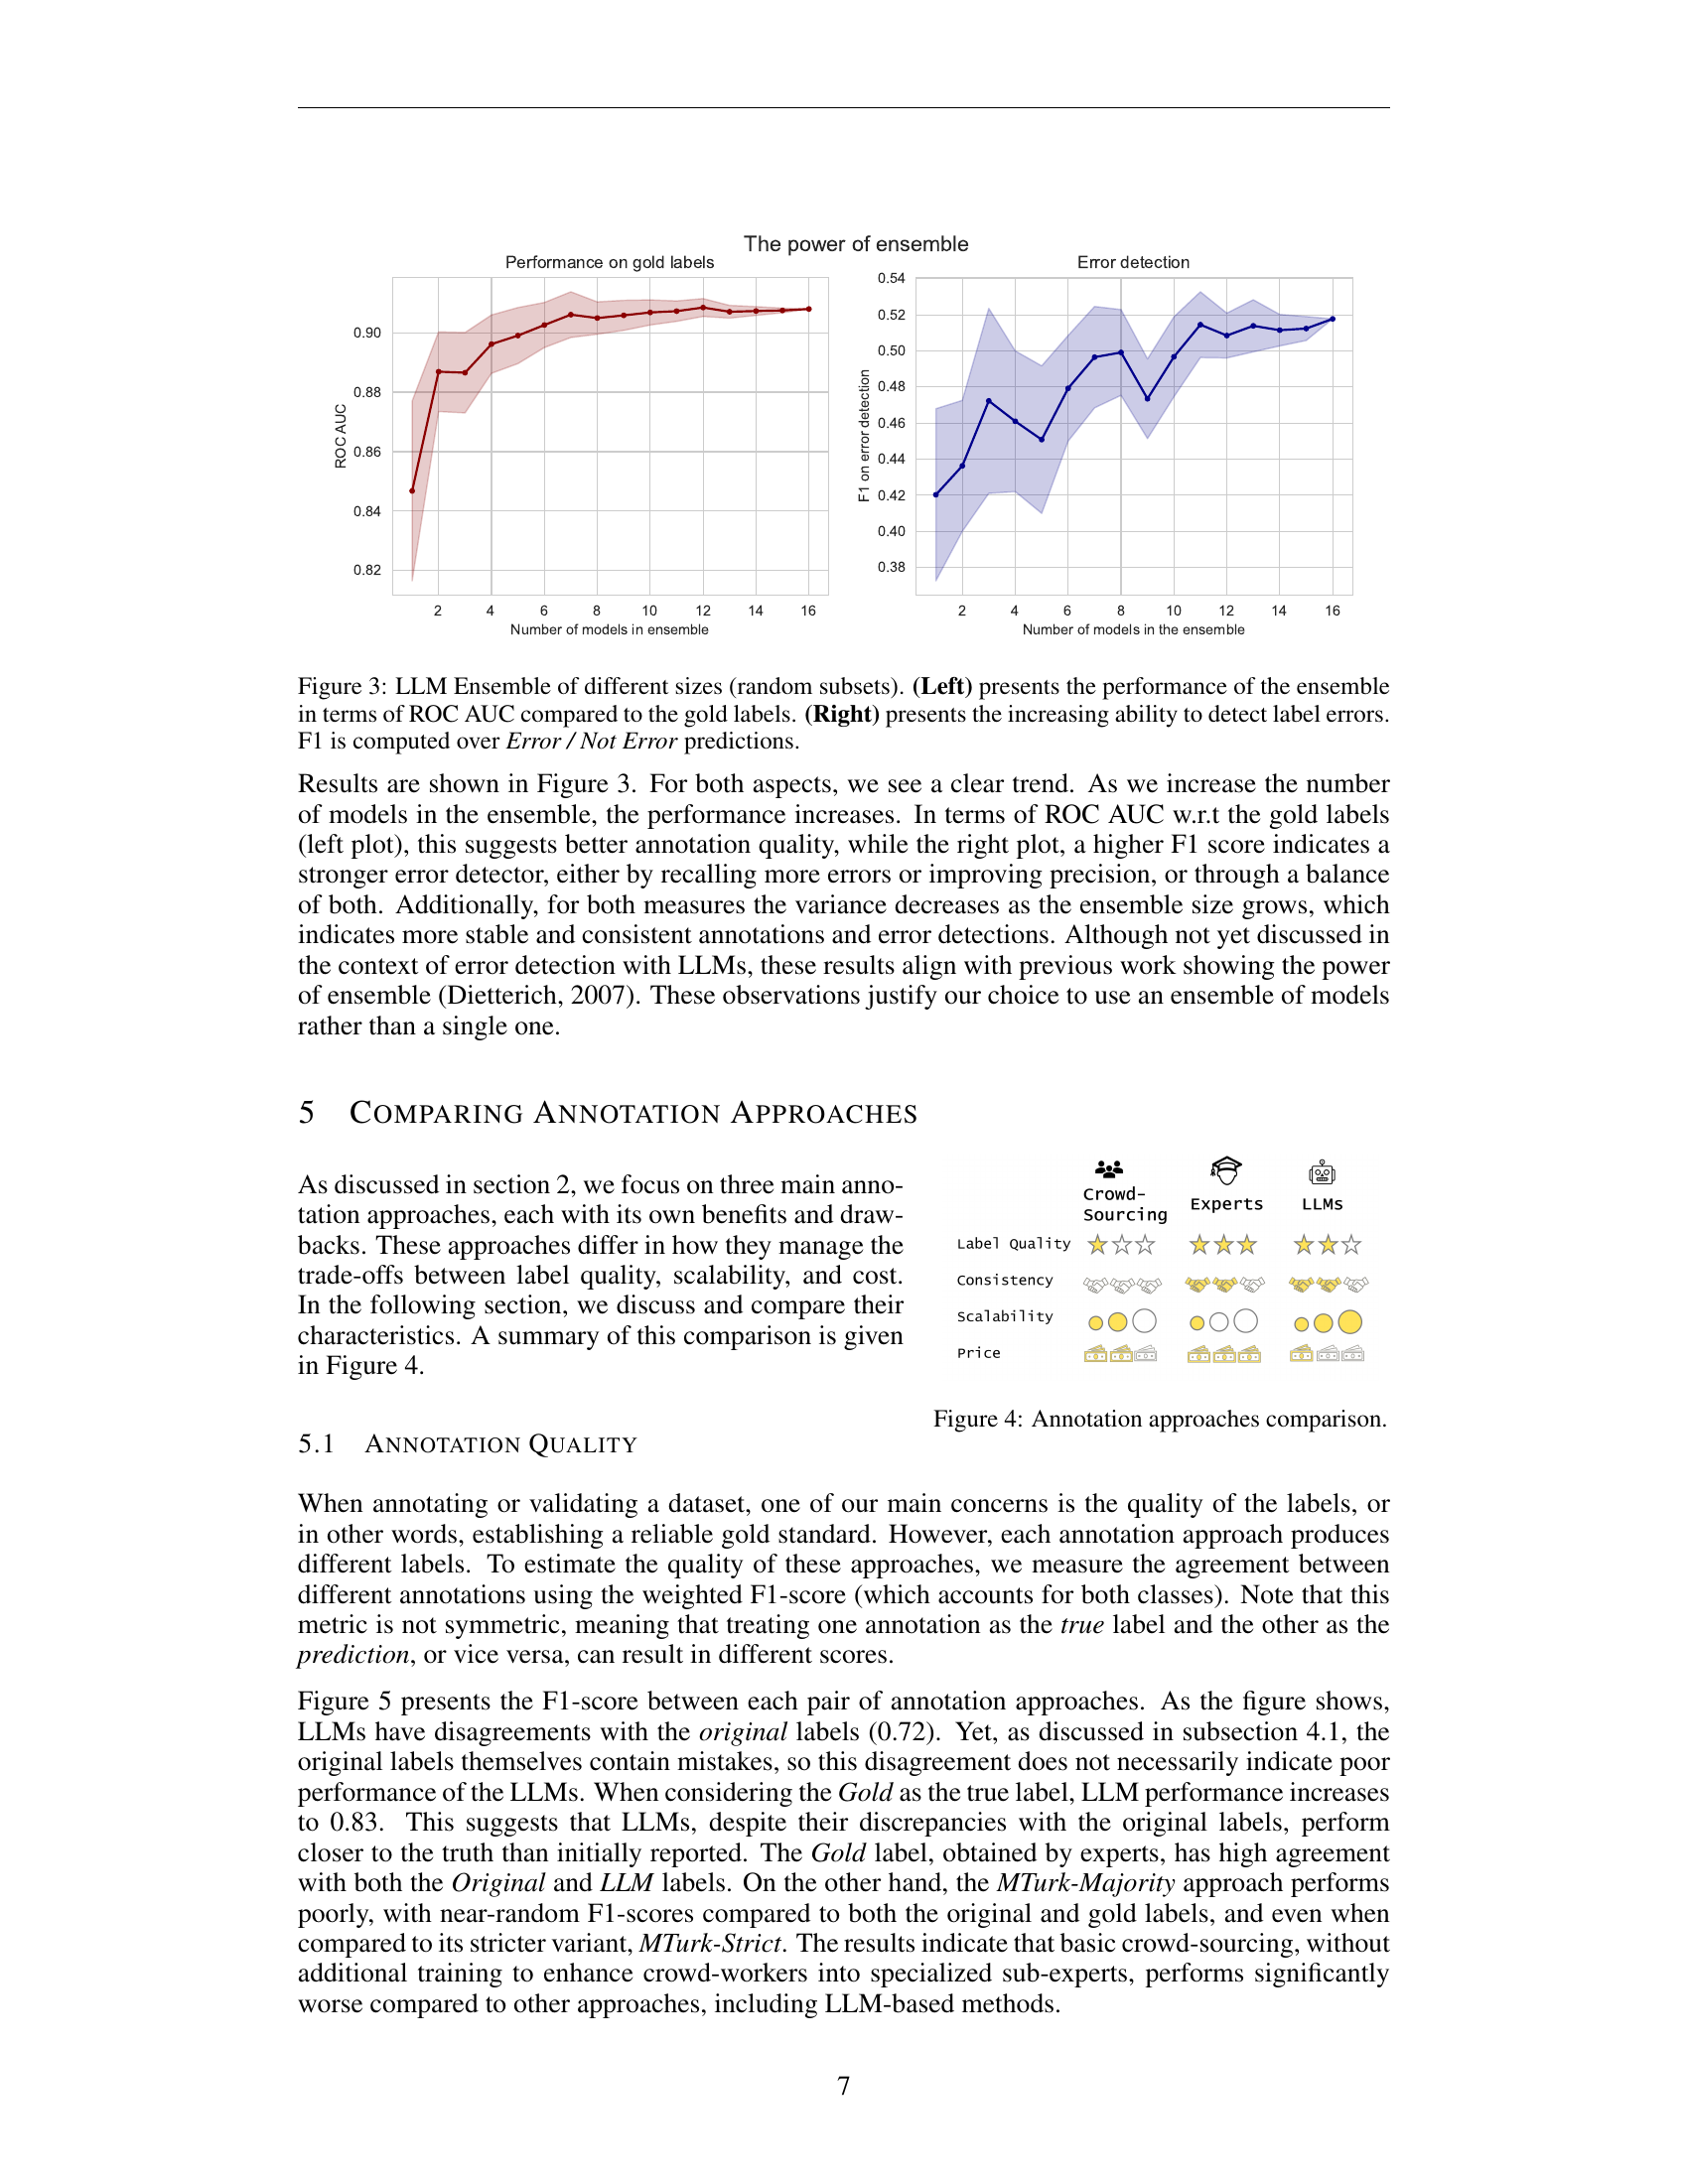 The power of ensemble
Performance on gold labels
ROC AUC
0.90
0.88
0.86
0.84
0.82
2 4 6 8 10 12 14 16
Number of models in ensemble
Error detection
F1 on error detection
0.54
0.52
0.50
0.48
0.46
0.44
0.42
0.40
0.38
2 4 6 8 10 12 14 16
Number of models in the ensemble
Figure 3: LLM Ensemble of different sizes (random subsets). (Left) presents the performance of the ensemble
in terms of ROC AUC compared to the gold labels. (Right) presents the increasing ability to detect label errors.
F1 is computed over Error / Not Error predictions.
Results are shown in Figure 3. For both aspects, we see a clear trend. As we increase the number
of models in the ensemble, the performance increases. In terms of ROC AUC w.r.t the gold labels
(left plot), this suggests better annotation quality, while the right plot, a higher F1 score indicates a
stronger error detector, either by recalling more errors or improving precision, or through a balance
of both. Additionally, for both measures the variance decreases as the ensemble size grows, which
indicates more stable and consistent annotations and error detections. Although not yet discussed in
the context of error detection with LLMs, these results align with previous work showing the power
of ensemble (Dietterich, 2007). These observations justify our choice to use an ensemble of models
rather than a single one.
5 COMPARING ANNOTATION APPROACHES
As discussed in section 2, we focus on three main anno-
tation approaches, each with its own benefits and draw-
backs. These approaches differ in how they manage the
trade-offs between label quality, scalability, and cost.
In the following section, we discuss and compare their
characteristics. A summary of this comparison is given
in Figure 4.
Crowd-
Sourcing
Experts
LLMs
Label Quality
Consistency
Scalability
Price
Figure 4: Annotation approaches comparison.
5.1 ANNOTATION QUALITY
When annotating or validating a dataset, one of our main concerns is the quality of the labels, or
in other words, establishing a reliable gold standard. However, each annotation approach produces
different labels. To estimate the quality of these approaches, we measure the agreement between
different annotations using the weighted F1-score (which accounts for both classes). Note that this
metric is not symmetric, meaning that treating one annotation as the true label and the other as the
prediction, or vice versa, can result in different scores.
Figure 5 presents the F1-score between each pair of annotation approaches. As the figure shows,
LLMs have disagreements with the original labels (0.72). Yet, as discussed in subsection 4.1, the
original labels themselves contain mistakes, so this disagreement does not necessarily indicate poor
performance of the LLMs. When considering the Gold as the true label, LLM performance increases
to 0.83. This suggests that LLMs, despite their discrepancies with the original labels, perform
closer to the truth than initially reported. The Gold label, obtained by experts, has high agreement
with both the Original and LLM labels. On the other hand, the MTurk-Majority approach performs
poorly, with near-random F1-scores compared to both the original and gold labels, and even when
compared to its stricter variant, MTurk-Strict. The results indicate that basic crowd-sourcing, without
additional training to enhance crowd-workers into specialized sub-experts, performs significantly
worse compared to other approaches, including LLM-based methods.
7